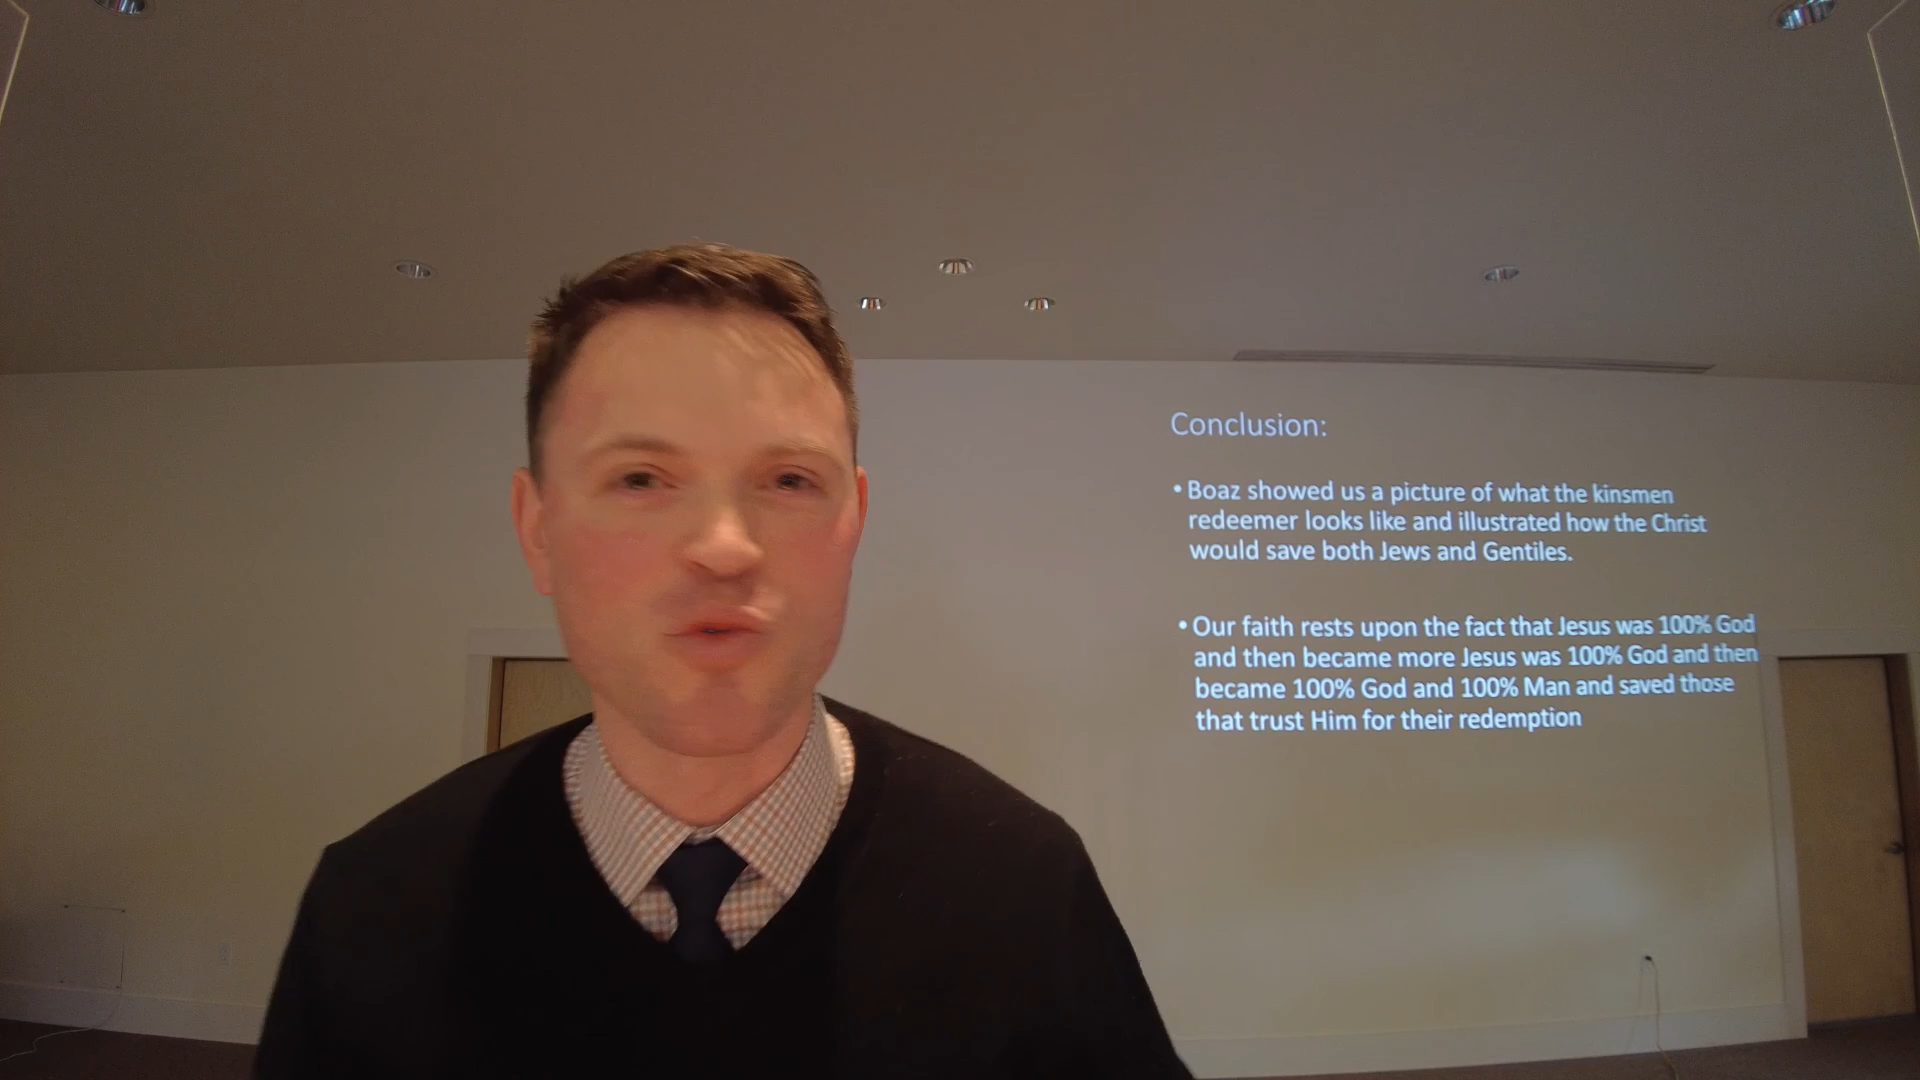 Conclusion:
• Boaz showed us a picture of what the kinsmen
redeemer looks like and illustrated how the Christ
would save both Jews and Gentiles.
• Our faith rests upon the fact that Jesus was 100% God
and then became more Jesus was 100% God and then
became 100% God and 100% Man and saved those
that trust Him for their redemption